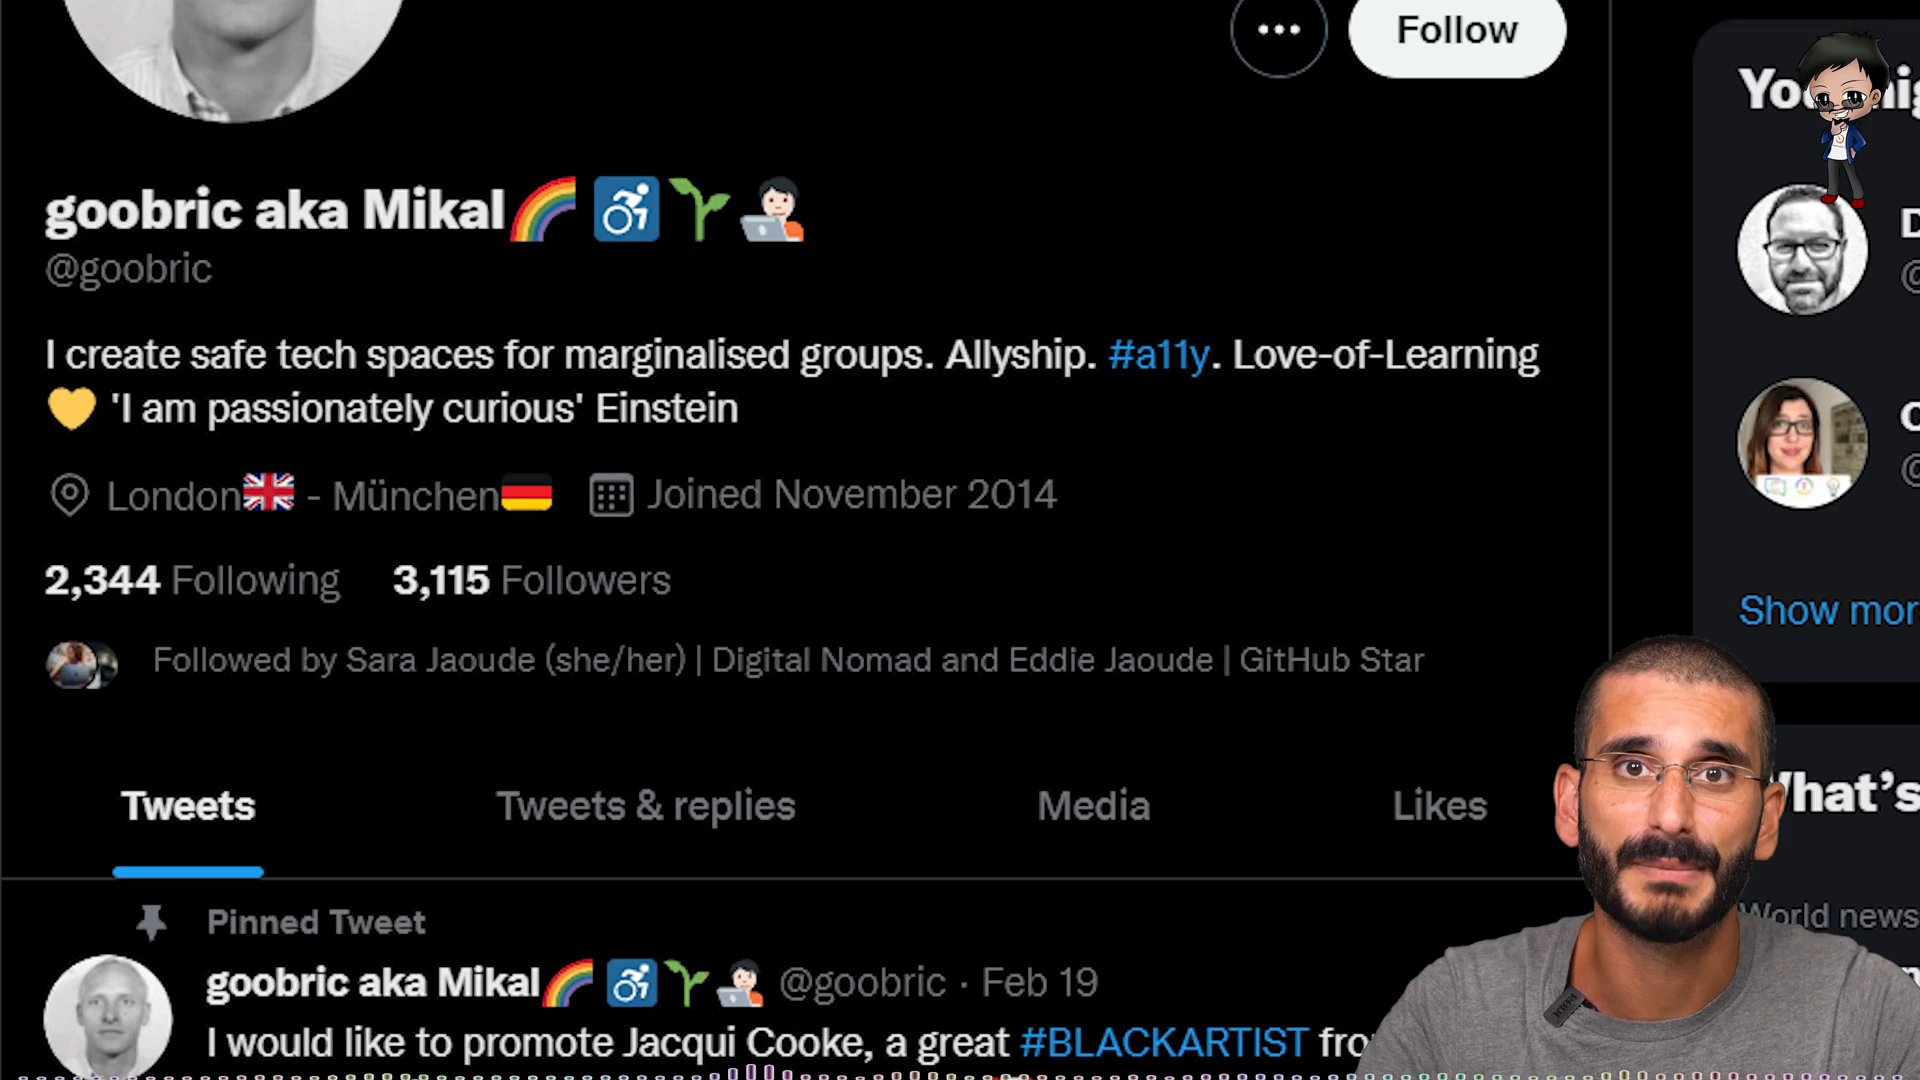 Follow
goobric aka Mikal
@goobric
I create safe tech spaces for marginalised groups. Allyship. #a11y. Love-of-Learning
'I am passionately curious' Einstein
London - München Joined November 2014
2,344 Following 3,115 Followers
Followed by Sara Jaoude (she/her) | Digital Nomad and Eddie Jaoude | GitHub Star
Tweets Tweets & replies Media Likes
Pinned Tweet
goobric aka Mikal @goobric · Feb 19
I would like to promote Jacqui Cooke, a great #BLACKARTIST
Show
World news